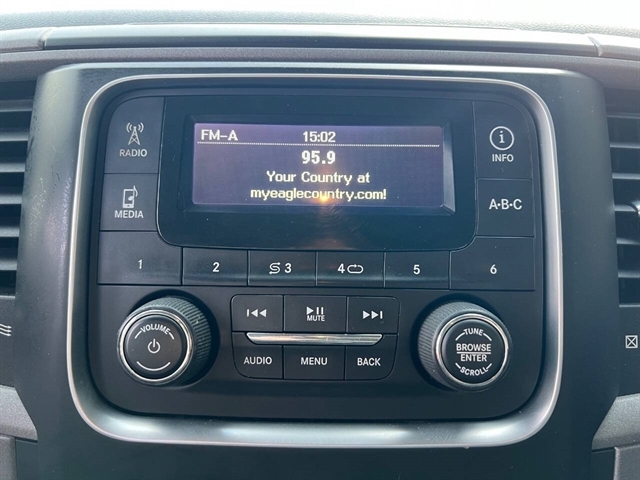 FM-A 15:02
95.9
Your Country at
myeaglecountry.com!
RADIO
INFO
MEDIA
A·B·C
1 2 3 4 5 6
VOLUME
MUTE
TUNE
BROWSE
ENTER
SCROLL
AUDIO MENU BACK